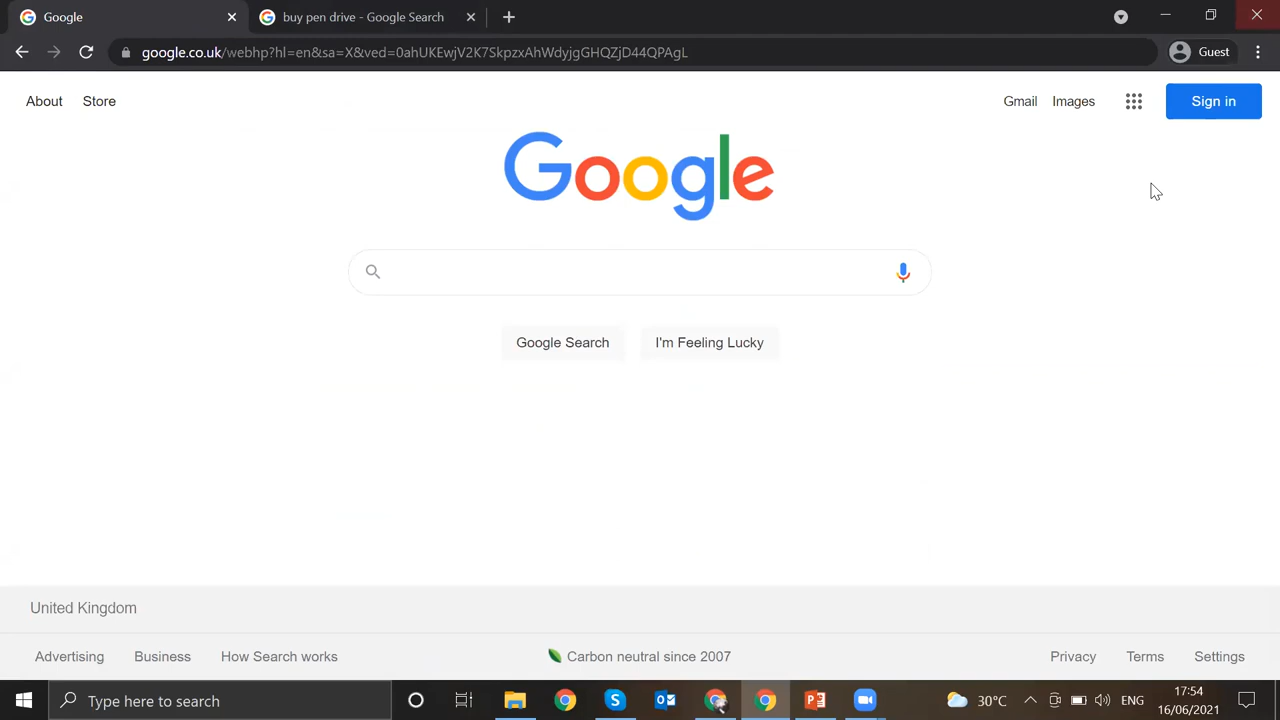 Google
buy pen drive - Google Search
google.co.uk/webhp?hl=en&sa=X&ved=0ahUKEwjV2K7SkpzxAhWdyjgGHQZjD44QPAgL
Guest
About Store
Gmail Images
Sign in
Google
Google Search
I'm Feeling Lucky
United Kingdom
Advertising Business How Search works
Carbon neutral since 2007
Privacy Terms Settings
Type here to search
30°C
ENG
17:54
16/06/2021